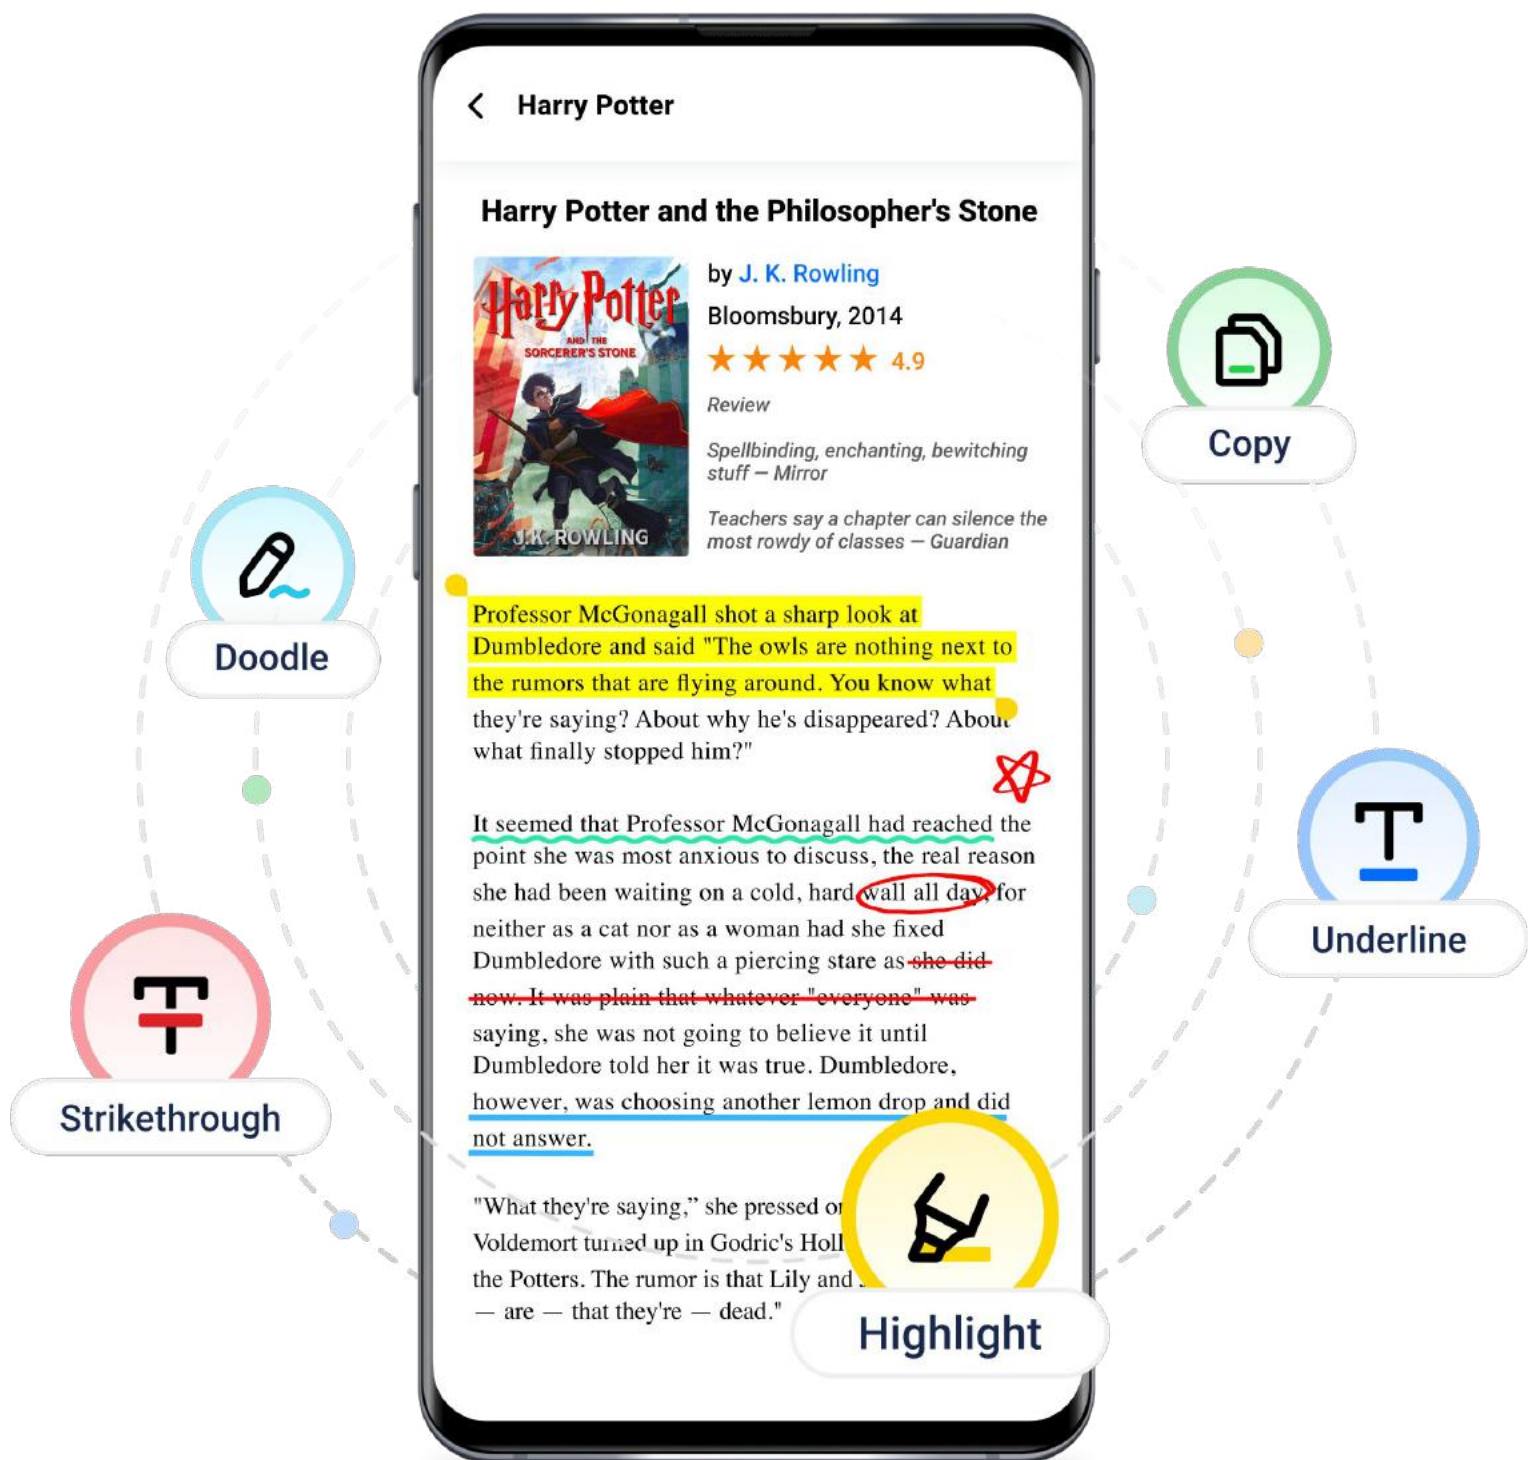 Harry Potter
Harry Potter and the Philosopher's Stone
Harry Potter
AND THE
SORCERER'S STONE
J.K. ROWLING
by J. K. Rowling
Bloomsbury, 2014
★★★★★ 4.9
Review
Spellbinding, enchanting, bewitching
stuff — Mirror
Teachers say a chapter can silence the
most rowdy of classes — Guardian
Copy
Doodle
Professor McGonagall shot a sharp look at
Dumbledore and said "The owls are nothing next to
the rumors that are flying around. You know what
they're saying? About why he's disappeared? About
what finally stopped him?"
It seemed that Professor McGonagall had reached the
point she was most anxious to discuss, the real reason
she had been waiting on a cold, hard wall all day, for
neither as a cat nor as a woman had she fixed
Dumbledore with such a piercing stare as she did
now. It was plain that whatever "everyone" was
saying, she was not going to believe it until
Dumbledore told her it was true. Dumbledore,
however, was choosing another lemon drop and did
not answer.
Underline
Strikethrough
"What they're saying,” she pressed
Voldemort turned up in Godric's
the Potters. The rumor is that Lily and
— are — that they're — dead."
Highlight